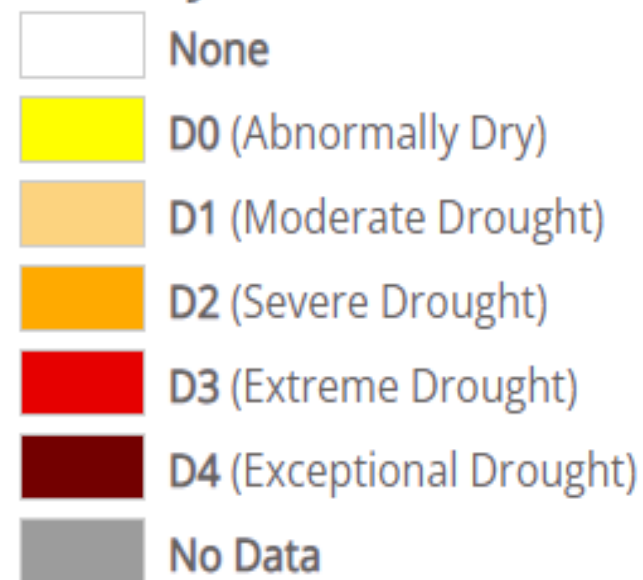 None
D0 (Abnormally Dry)
D1 (Moderate Drought)
D2 (Severe Drought)
D3 (Extreme Drought)
D4 (Exceptional Drought)
No Data